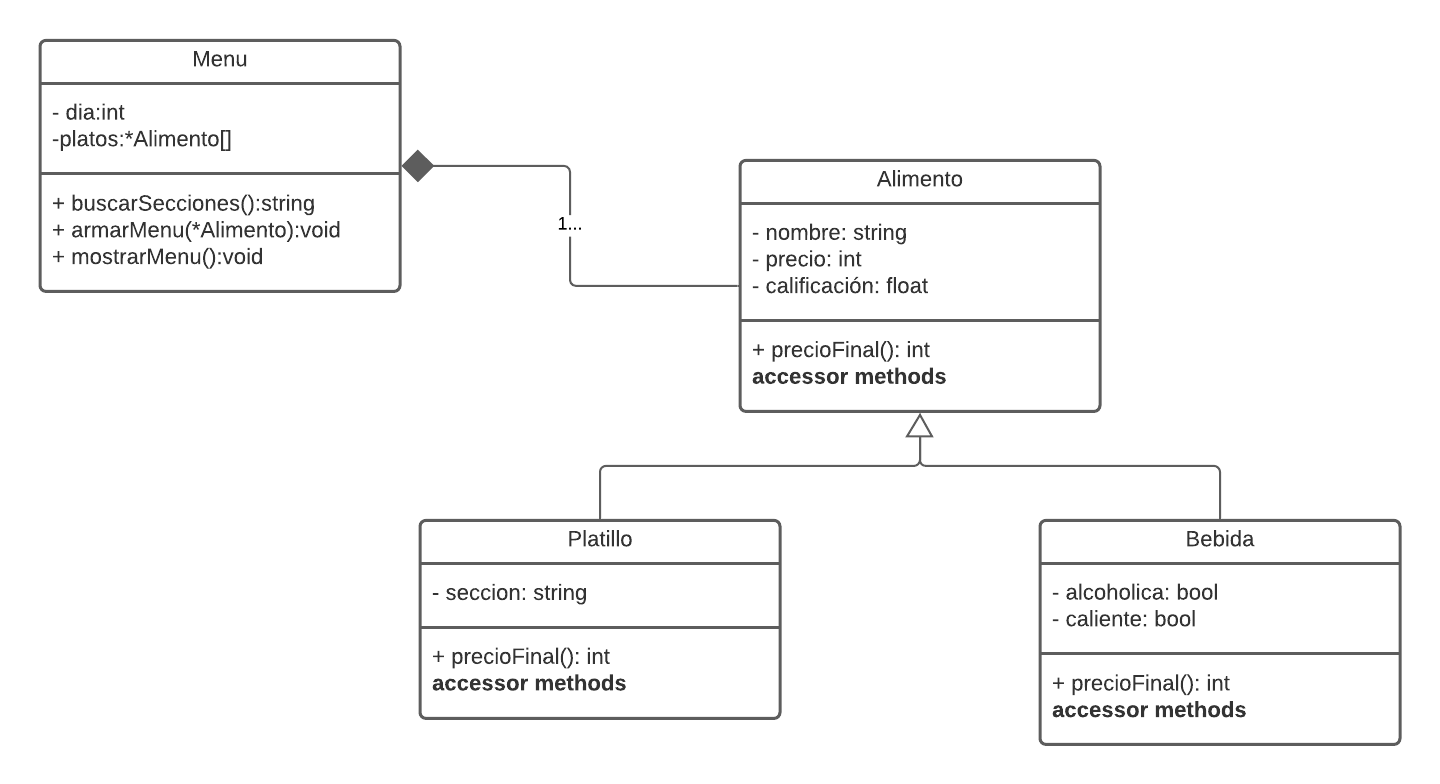 Menu
- dia:int
-platos:*Alimento[]
+ buscarSecciones():string
+ armarMenu(*Alimento):void
+ mostrarMenu():void
1...
Alimento
- nombre: string
- precio: int
- calificación: float
+ precioFinal(): int
accessor methods
Platillo
- seccion: string
+ precioFinal(): int
accessor methods
Bebida
- alcoholica: bool
- caliente: bool
+ precioFinal(): int
accessor methods